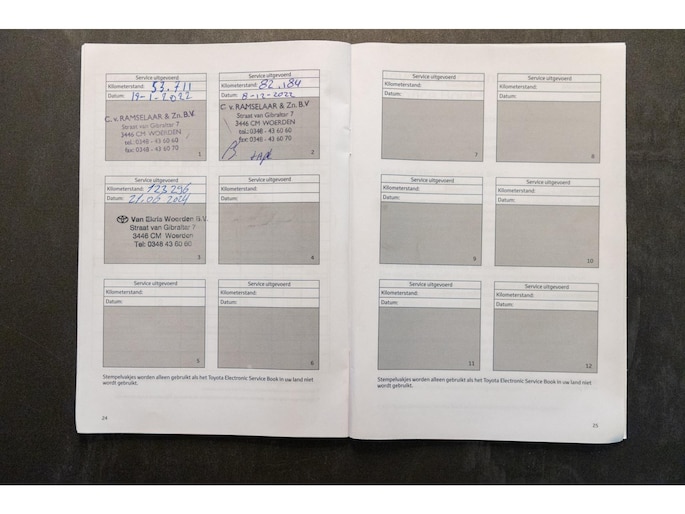 Service uitgevoerd
Kilometerstand: 53.711
Datum: 19-1-2022
C. v. RAMSELAAR & Zn. B.V
Straat van Gibraltar 7
3446 CM WOERDEN
tel.: 0348 - 43 60 60
fax: 0348 - 43 60 70
1
Service uitgevoerd
Kilometerstand: 82.184
Datum: 8-12-2022
C v. RAMSELAAR & Zn. B.V
Straat van Gibraltar 7
3446 CM WOERDEN
tel.: 0348 - 43 60 60
fax: 0348 - 43 60 70
2
Service uitgevoerd
Kilometerstand: 123.296
Datum: 21.06 2024
Van Ekris Woerden B.V.
Straat van Gibraltar 7
3446 CM Woerden
Tel: 0348 43 60 60
3
Service uitgevoerd
Kilometerstand:
Datum:
4
Service uitgevoerd
Kilometerstand:
Datum:
5
Service uitgevoerd
Kilometerstand:
Datum:
6
Stempelvakjes worden alleen gebruikt als het Toyota Electronic Service Book in uw land niet
wordt gebruikt.
24
Service uitgevoerd
Kilometerstand:
Datum:
7
Service uitgevoerd
Kilometerstand:
Datum:
8
Service uitgevoerd
Kilometerstand:
Datum:
9
Service uitgevoerd
Kilometerstand:
Datum:
10
Service uitgevoerd
Kilometerstand:
Datum:
11
Service uitgevoerd
Kilometerstand:
Datum:
12
Stempelvakjes worden alleen gebruikt als het Toyota Electronic Service Book in uw land niet
wordt gebruikt.
25